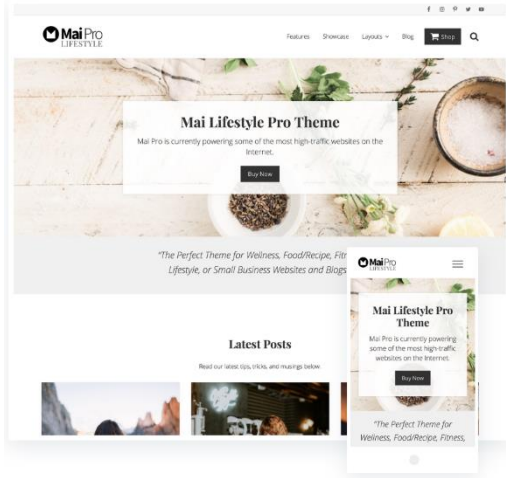 Mai Pro
LIFESTYLE
Features Showcase Layouts Blog Shop
Mai Lifestyle Pro Theme
Mai Pro is currently powering some of the most high-traffic websites on the
Internet.
Buy Now
"The Perfect Theme for Wellness, Food/Recipe, Fitn
Lifestyle, or Small Business Websites and Blogs
Latest Posts
Read our latest tips, tricks, and musings below.
Mai Pro
LIFESTYLE
Mai Lifestyle Pro
Theme
Mai Pro is currently powering
some of the most high-traffic
websites on the Internet.
Buy Now
"The Perfect Theme for
Wellness, Food/Recipe, Fitness,